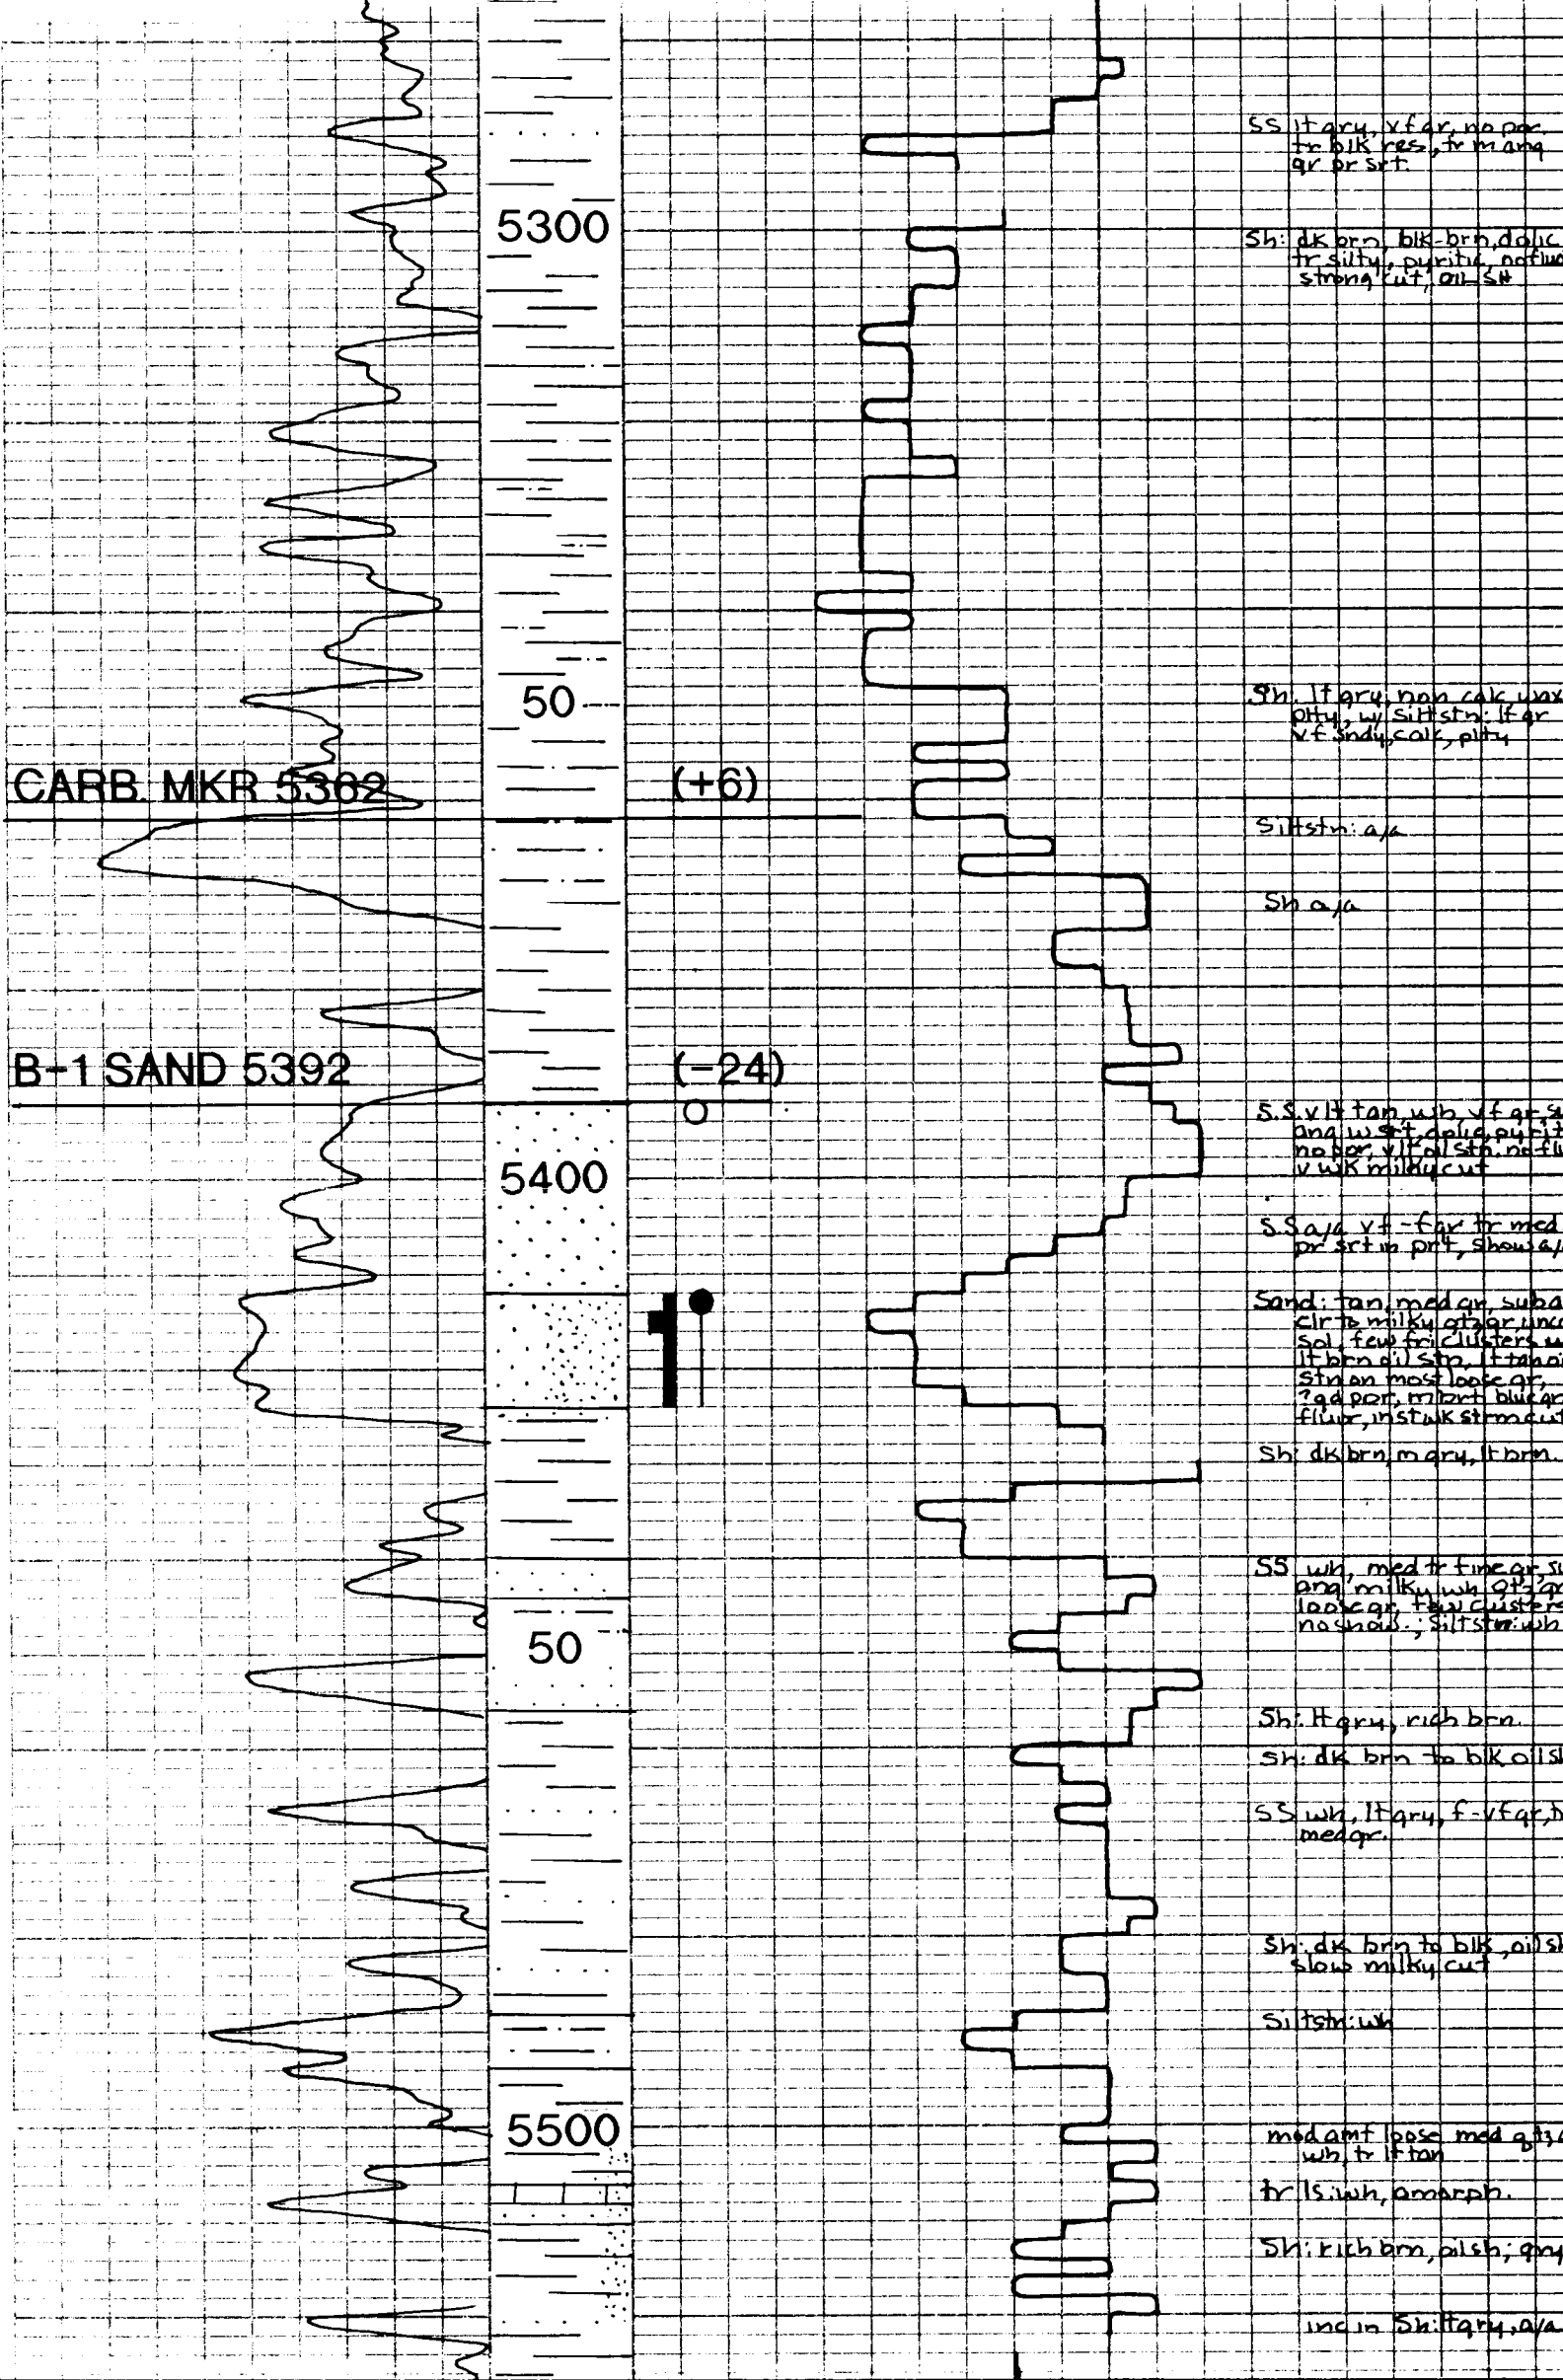 SS lt gry, vfgr, no por.
tr blk res, tr m ang
gr pr srt.
5300
Sh: dk brn, blk-brn, dolic
tr silty, pyritic, nofluo
strong cut, OIL SH
50
Sh. lt gry, non calc, wax
plty, w/ Siltstn: lt gr
vf sndy, calc, plty
CARB. MKR 5362 (+6)
Siltstn: a/a
Sh a/a
B-1 SAND 5392 (-24)
S.S. v lt tan, wh, vf gr, su
ang w srt, dolic, pyrit
no por, v lt oil stn. no flu
v wk milky cut
5400
S.S a/a vf-fgr tr med
pr srt in prt, show a/
Sand: tan, med gr, suba
clr to milky qtz gr, unco
sol, few fri clusters w
lt brn oil stn, lt tan oi
stn on most loose gr,
?gd por, m brt blue gr
fluor, inst wk strm cut
Sh: dk brn, m gry, lt brn.
SS wh, med tr fine gr, su
ang milky wh qtz gr
loose gr, few clusters
no show.; Siltstn: wh
50
Sh: lt gry, rich brn.
Sh: dk brn to blk oil sh
SS wh, lt gry, f-vfgr,
med gr.
Sh: dk brn to blk, oil sh
slow milky cut
Siltstn: wh
5500
mod amt loose med qtz,
wh, tr lt tan
tr ls: wh, amorph.
Sh: rich brn, oil sh; gry
inc in Sh: lt gry, a/a